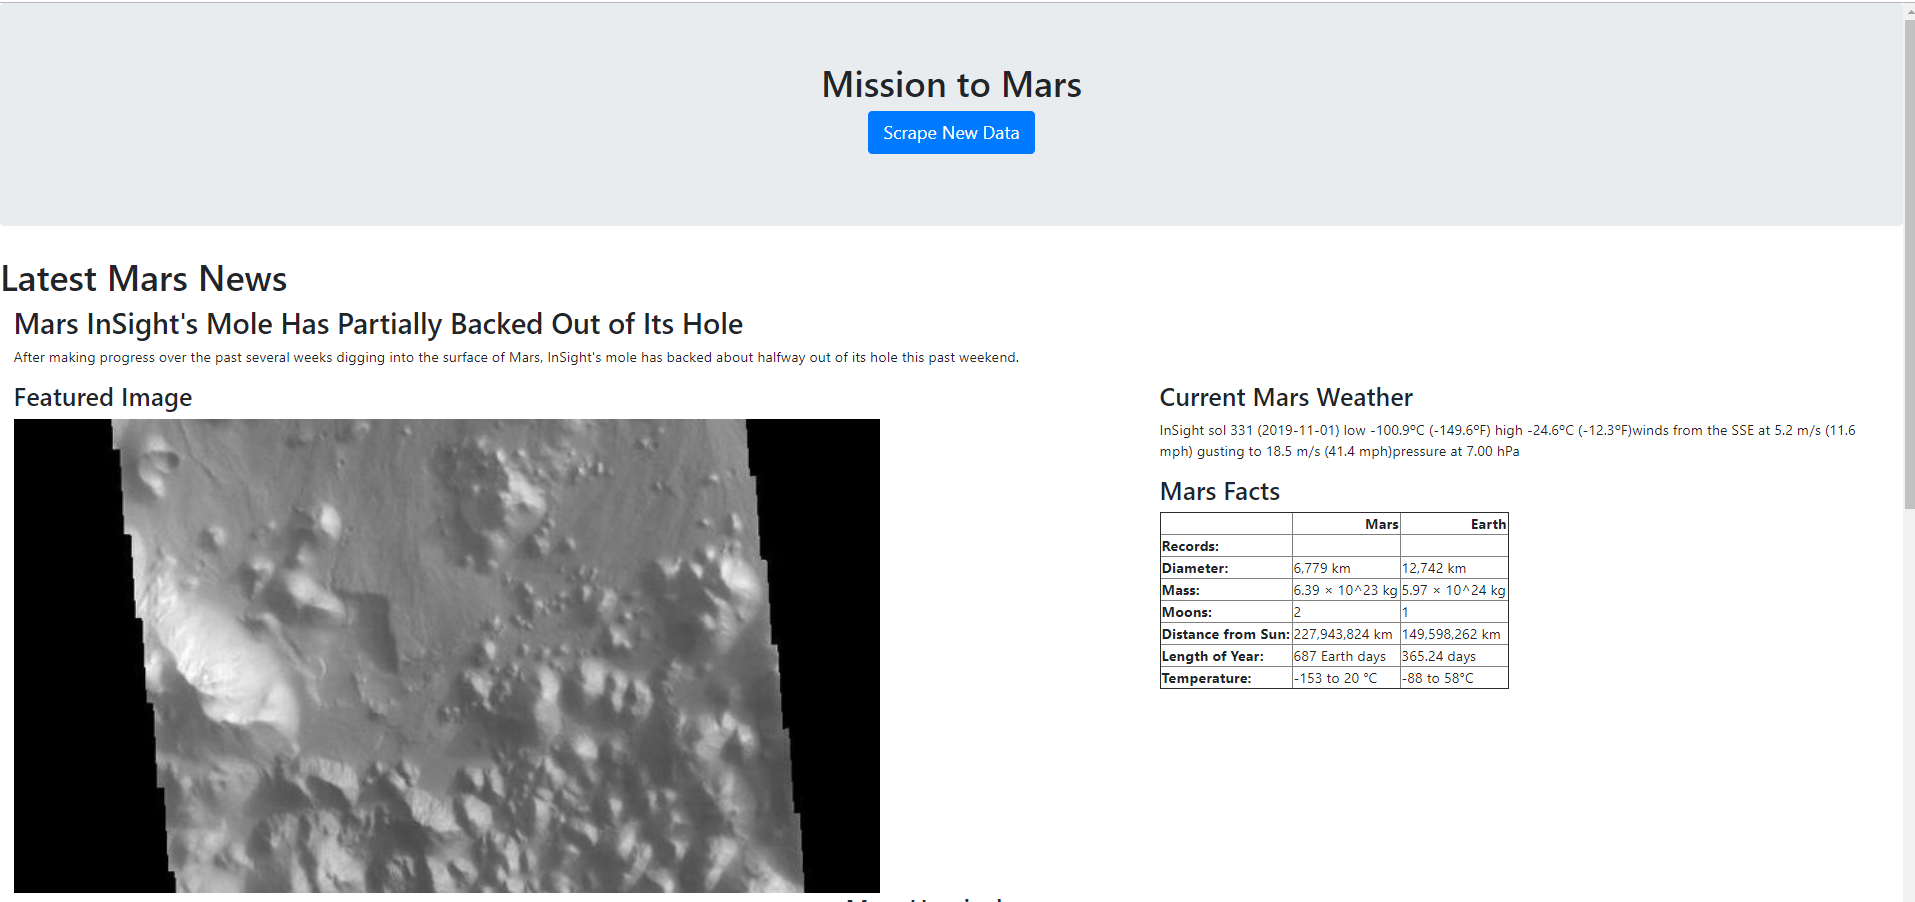 Mission to Mars
Scrape New Data
Latest Mars News
Mars InSight's Mole Has Partially Backed Out of Its Hole
After making progress over the past several weeks digging into the surface of Mars, InSight's mole has backed about halfway out of its hole this past weekend.
Featured Image
Current Mars Weather
InSight sol 331 (2019-11-01) low -100.9ºC (-149.6ºF) high -24.6ºC (-12.3ºF)winds from the SSE at 5.2 m/s (11.6
mph) gusting to 18.5 m/s (41.4 mph)pressure at 7.00 hPa
Mars Facts
Mars Earth
Records:
Diameter: 6,779 km 12,742 km
Mass: 6.39 × 10^23 kg 5.97 × 10^24 kg
Moons: 2 1
Distance from Sun: 227,943,824 km 149,598,262 km
Length of Year: 687 Earth days 365.24 days
Temperature: -153 to 20 °C -88 to 58°C